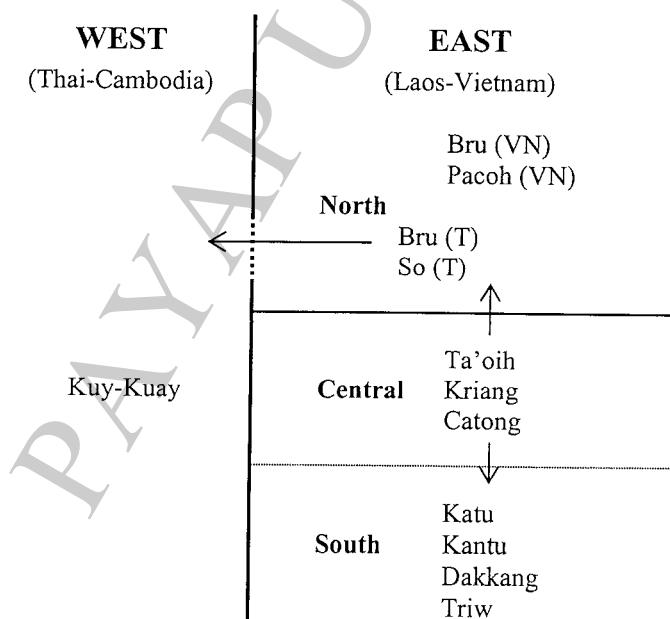 WEST
(Thai-Cambodia)
EAST
(Laos-Vietnam)
Bru (VN)
Pacoh (VN)
North
Bru (T)
So (T)
Kuy-Kuay
Central
Ta’oih
Kriang
Catong
South
Katu
Kantu
Dakkang
Triw
PAYAP U